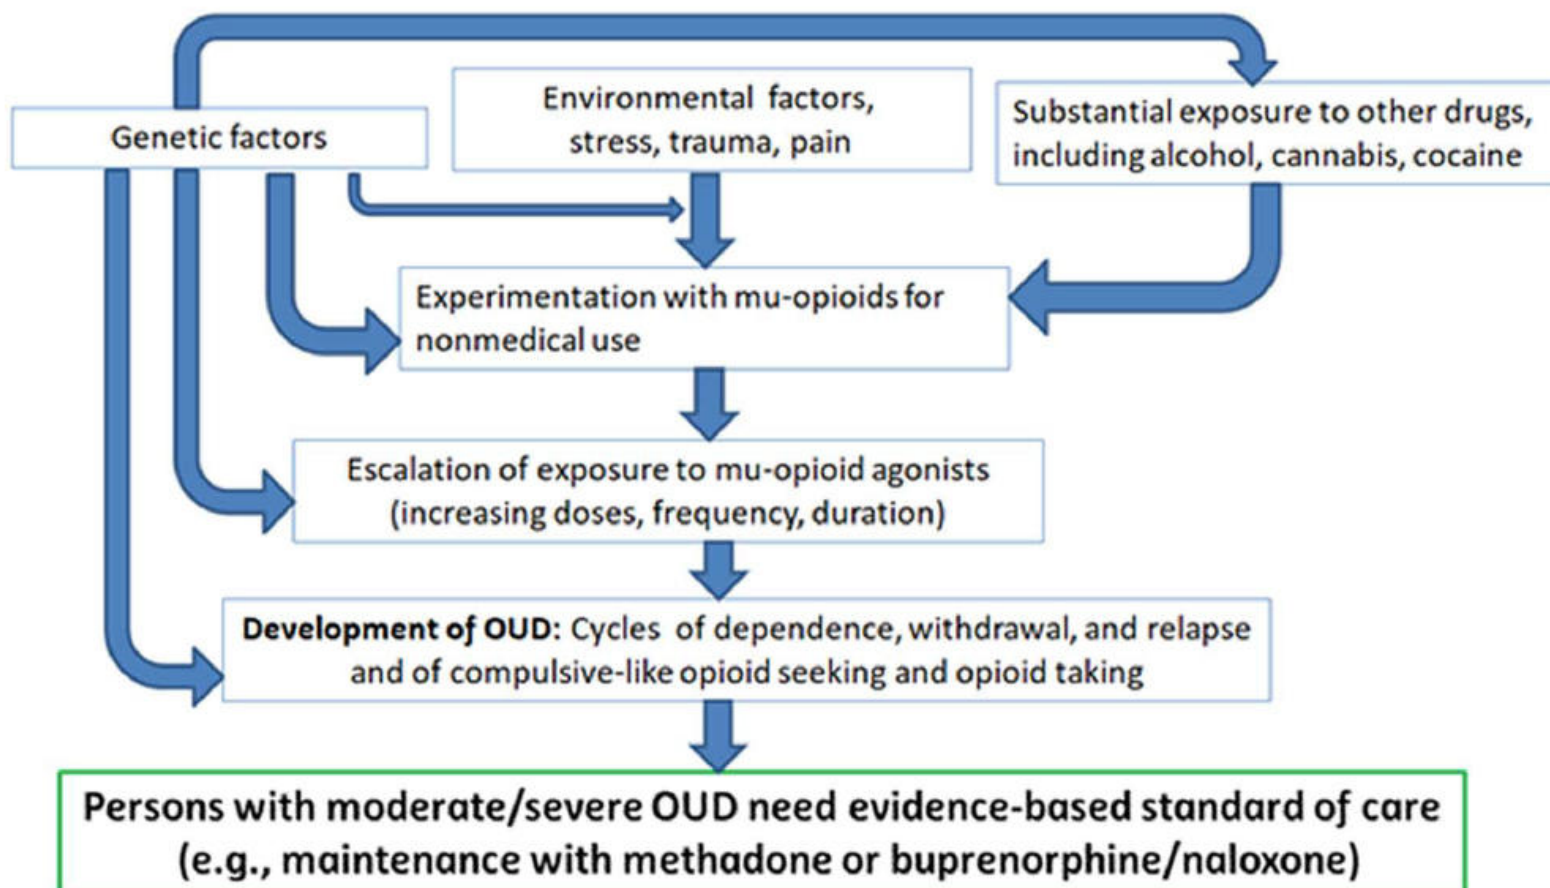 Genetic factors
Environmental factors,
stress, trauma, pain
Substantial exposure to other drugs,
including alcohol, cannabis, cocaine
Experimentation with mu-opioids for
nonmedical use
Escalation of exposure to mu-opioid agonists
(increasing doses, frequency, duration)
Development of OUD: Cycles of dependence, withdrawal, and relapse
and of compulsive-like opioid seeking and opioid taking
Persons with moderate/severe OUD need evidence-based standard of care
(e.g., maintenance with methadone or buprenorphine/naloxone)